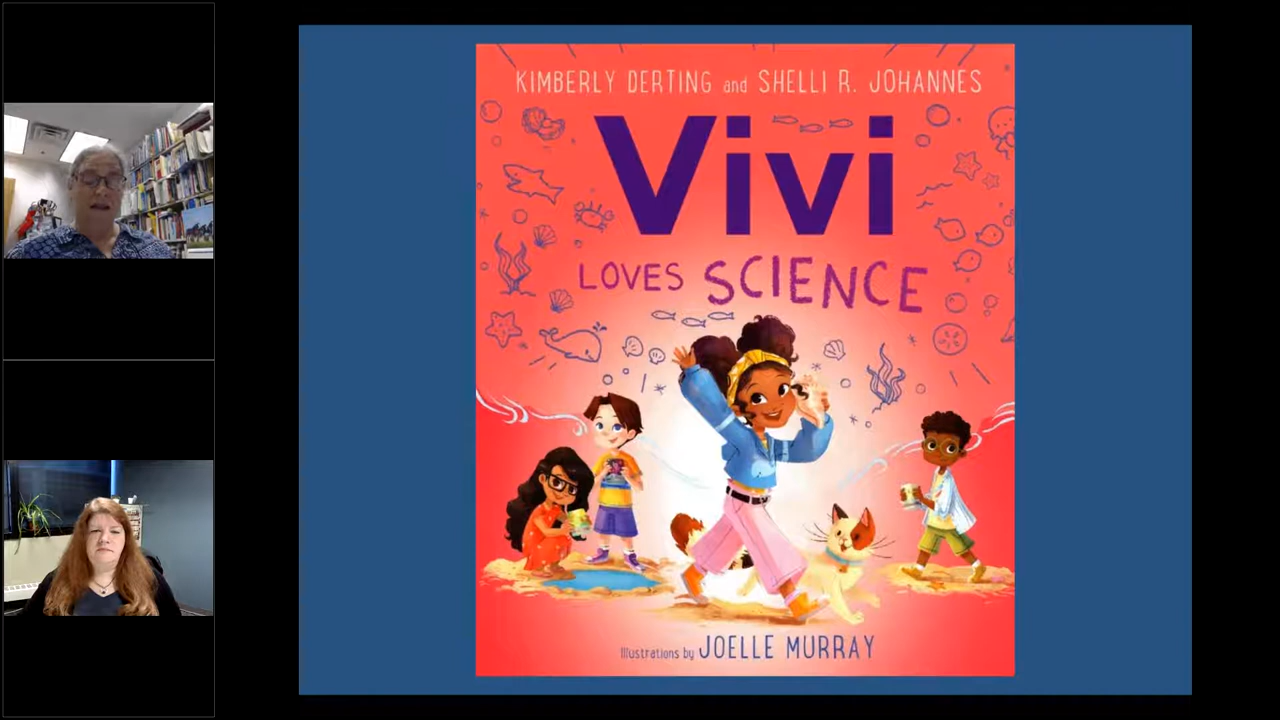 KIMBERLY DERTING and SHELLI R. JOHANNES
Vivi
LOVES SCIENCE
Illustrations by JOELLE MURRAY